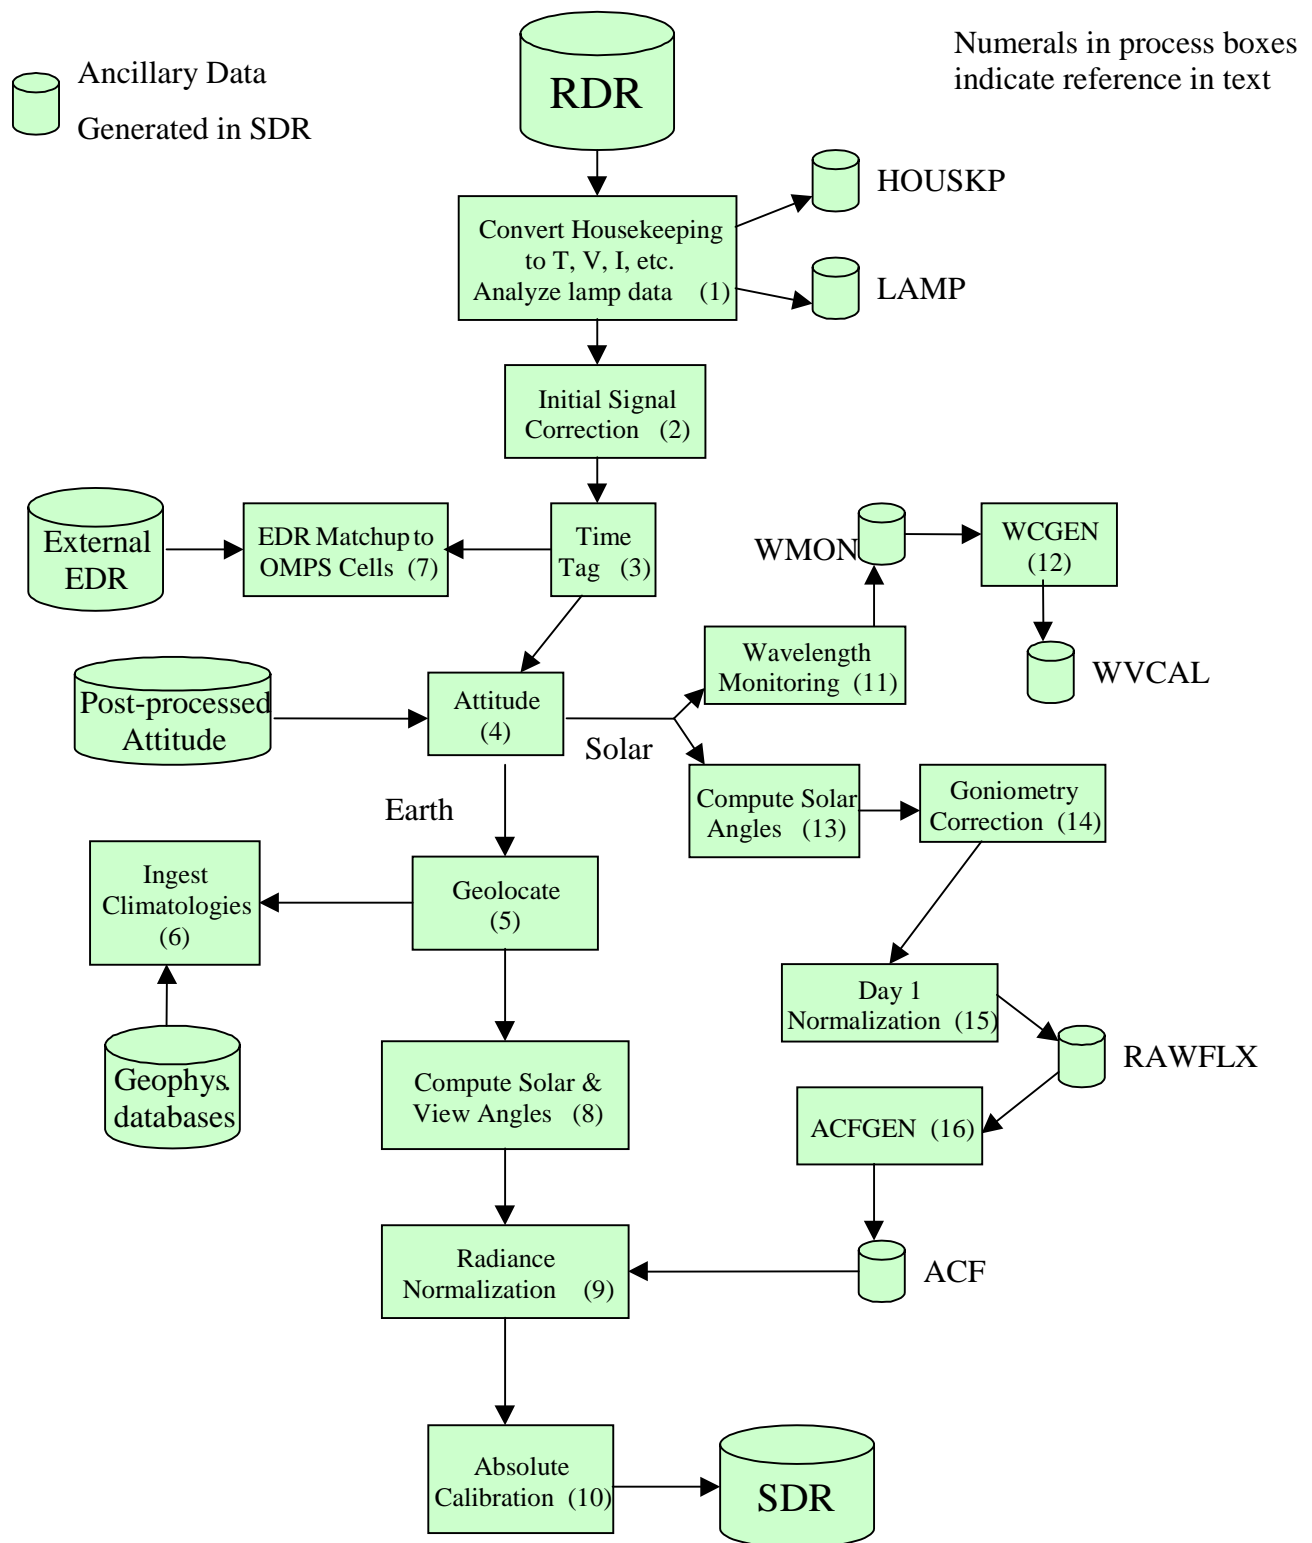 Ancillary Data
Generated in SDR
RDR
Numerals in process boxes
indicate reference in text
HOUSKP
Convert Housekeeping
to T, V, I, etc.
Analyze lamp data (1)
LAMP
Initial Signal
Correction (2)
External
EDR
EDR Matchup to
OMPS Cells (7)
Time
Tag (3)
WMON
WCGEN
(12)
Wavelength
Monitoring (11)
WVCAL
Post-processed
Attitude
Attitude
(4)
Solar
Earth
Compute Solar
Angles (13)
Goniometry
Correction (14)
Ingest
Climatologies
(6)
Geolocate
(5)
Day 1
Normalization (15)
RAWFLX
Geophys.
databases
Compute Solar &
View Angles (8)
ACFGEN (16)
Radiance
Normalization (9)
ACF
Absolute
Calibration (10)
SDR